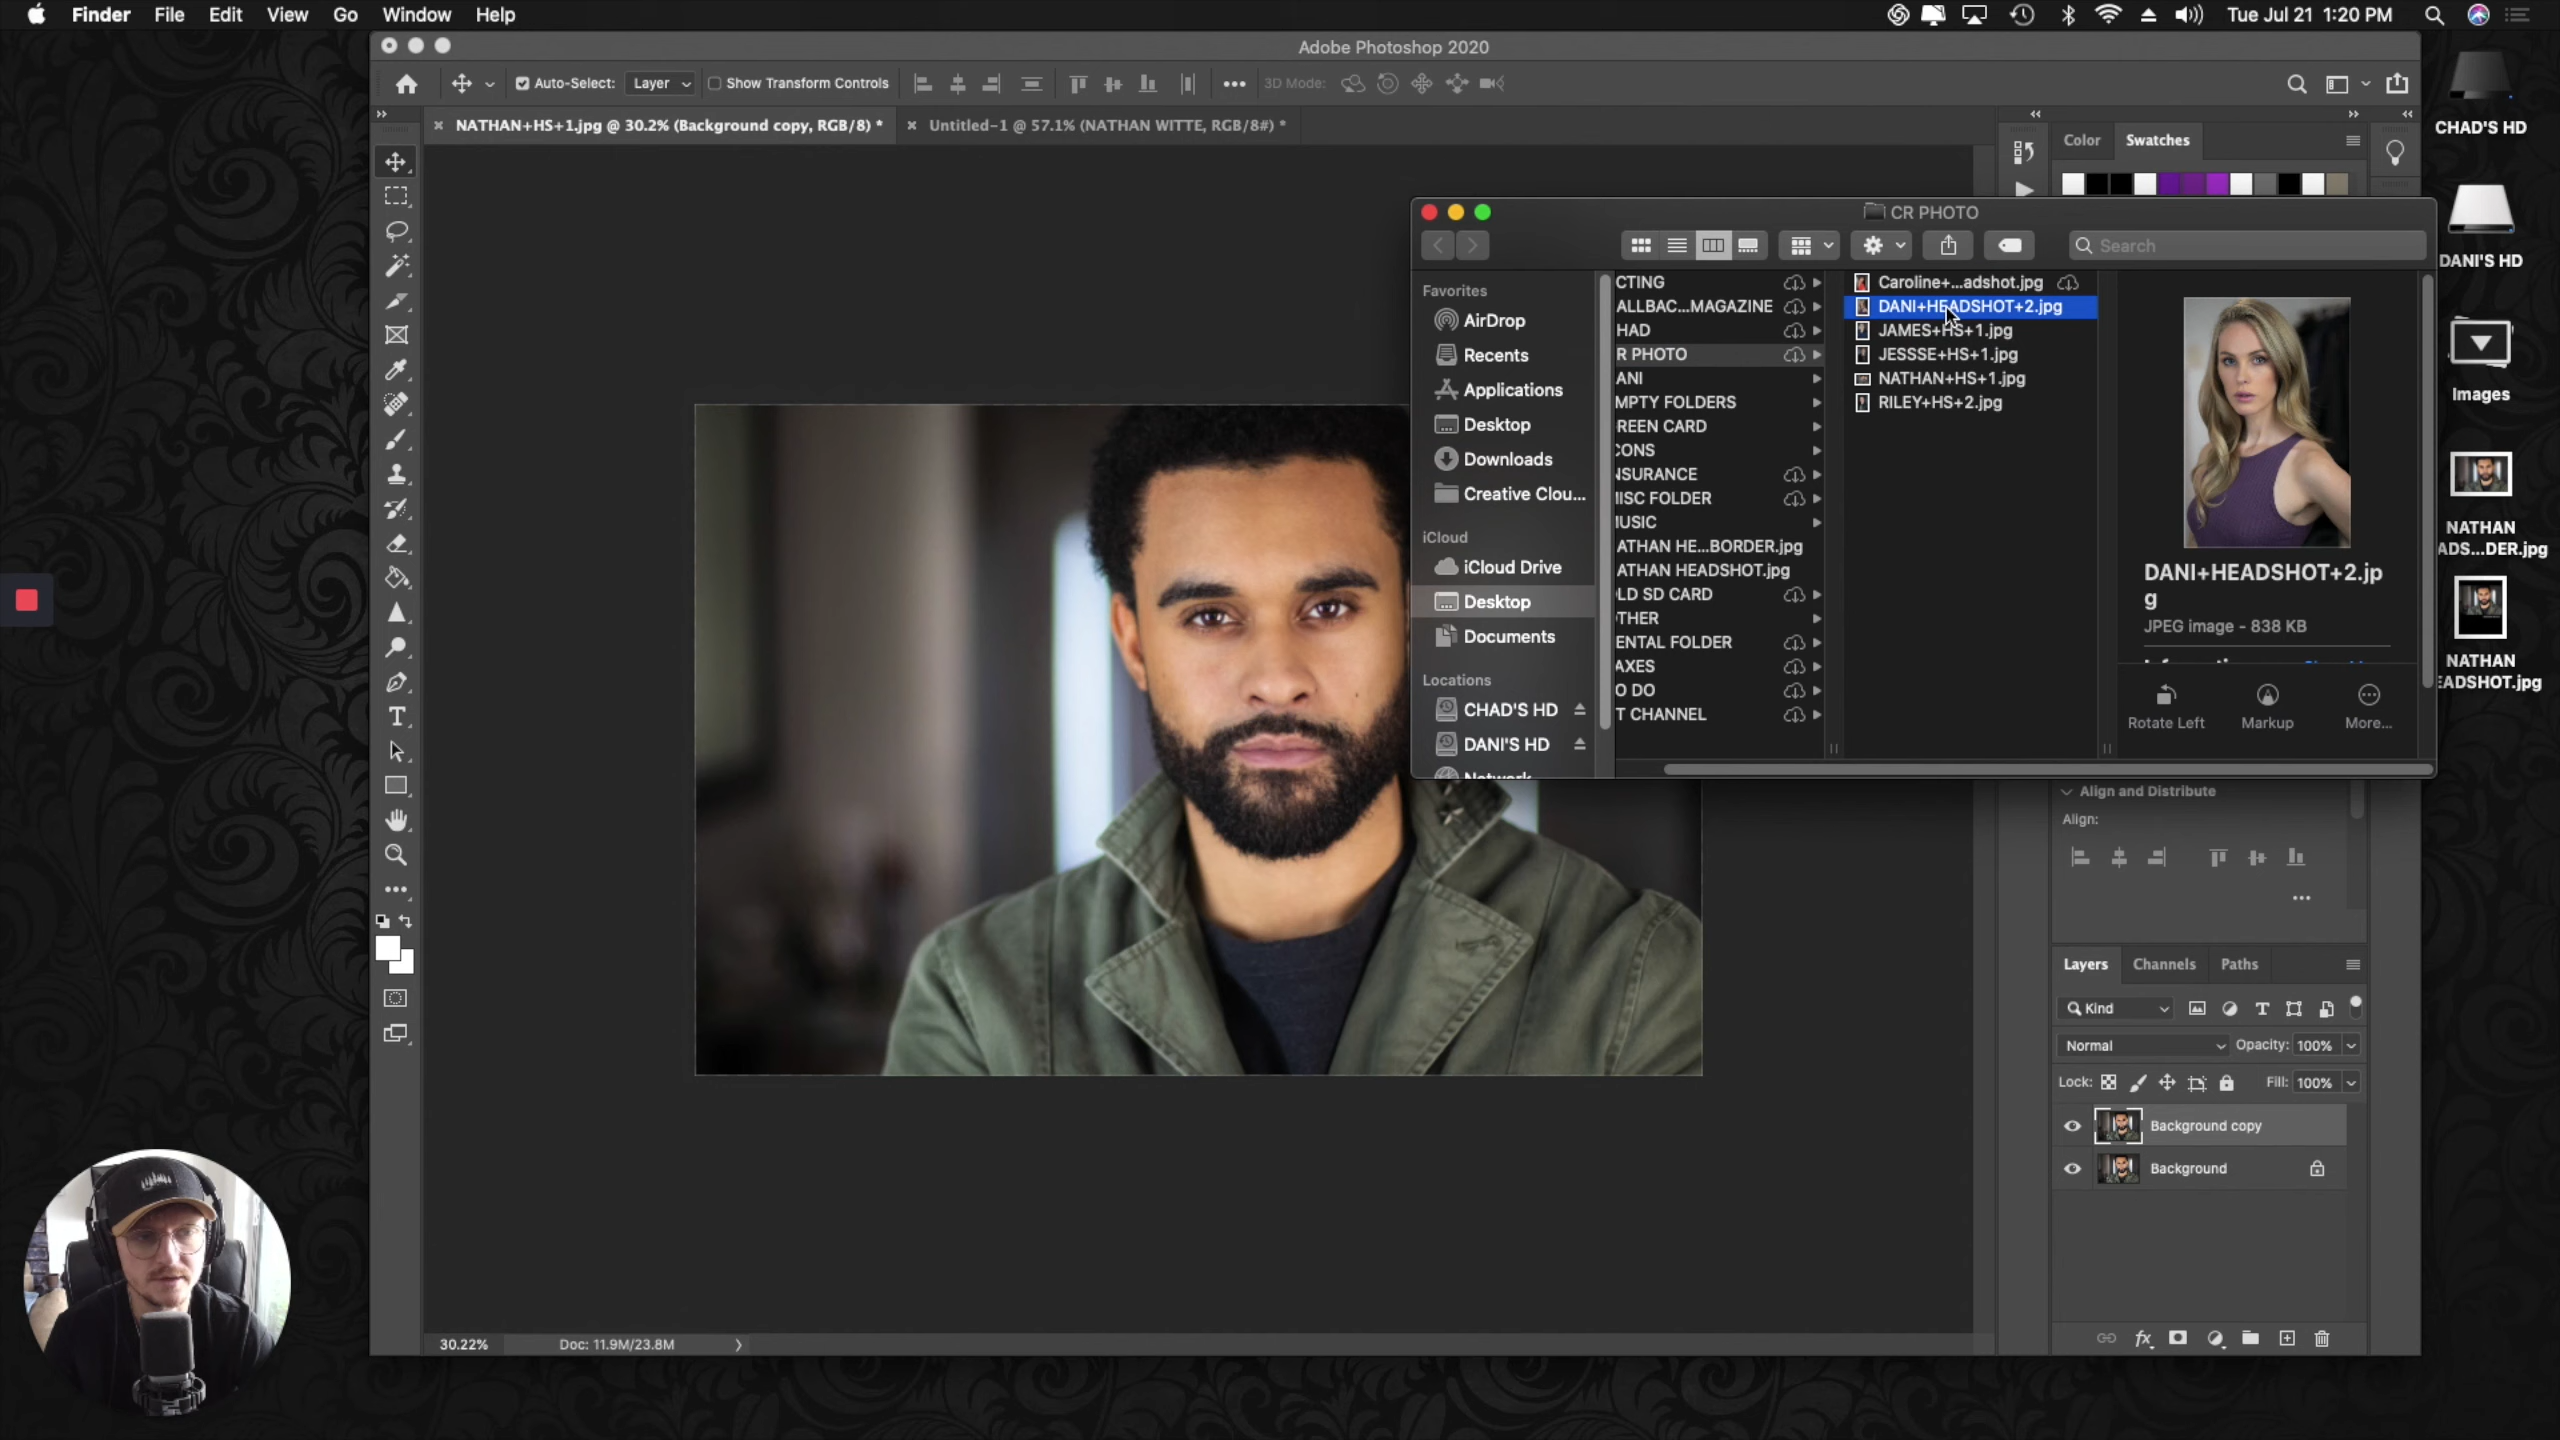 Finder File Edit View Go Window Help
Tue Jul 21 1:20 PM
Adobe Photoshop 2020
Auto-Select: Layer Show Transform Controls
3D Mode:
NATHAN+HS+1.jpg @ 30.2% (Background copy, RGB/8) *
Untitled-1 @ 57.1% (NATHAN WITTE, RGB/8#) *
Color Swatches
CR PHOTO
Search
Favorites
AirDrop
Recents
Applications
Desktop
Downloads
Creative Clou...
iCloud
iCloud Drive
Desktop
Documents
Locations
CHAD'S HD
DANI'S HD
Network
CTING
ALLBAC...MAGAZINE
HAD
R PHOTO
ANI
MPTY FOLDERS
REEN CARD
CONS
NSURANCE
MISC FOLDER
MUSIC
ATHAN HE...BORDER.jpg
ATHAN HEADSHOT.jpg
LD SD CARD
THER
ENTAL FOLDER
AXES
O DO
T CHANNEL
Caroline+...adshot.jpg
DANI+HEADSHOT+2.jpg
JAMES+HS+1.jpg
JESSSE+HS+1.jpg
NATHAN+HS+1.jpg
RILEY+HS+2.jpg
DANI+HEADSHOT+2.jp
g
JPEG image - 838 KB
Rotate Left Markup More...
CHAD'S HD
DANI'S HD
Images
NATHAN
ADS...DER.jpg
NATHAN
EADSHOT.jpg
Align and Distribute
Align:
Layers Channels Paths
Kind
Normal Opacity: 100%
Lock: Fill: 100%
Background copy
Background
30.22% Doc: 11.9M/23.8M